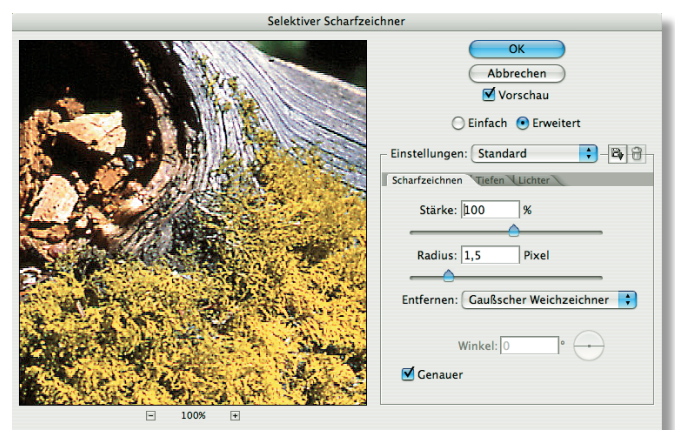 Selektiver Scharfzeichner
OK
Abbrechen
Vorschau
Einfach Erweitert
Einstellungen: Standard
Scharfzeichnen Tiefen Lichter
Stärke: 100 %
Radius: 1,5 Pixel
Entfernen: Gaußscher Weichzeichner
Winkel: 0 °
Genauer
100%